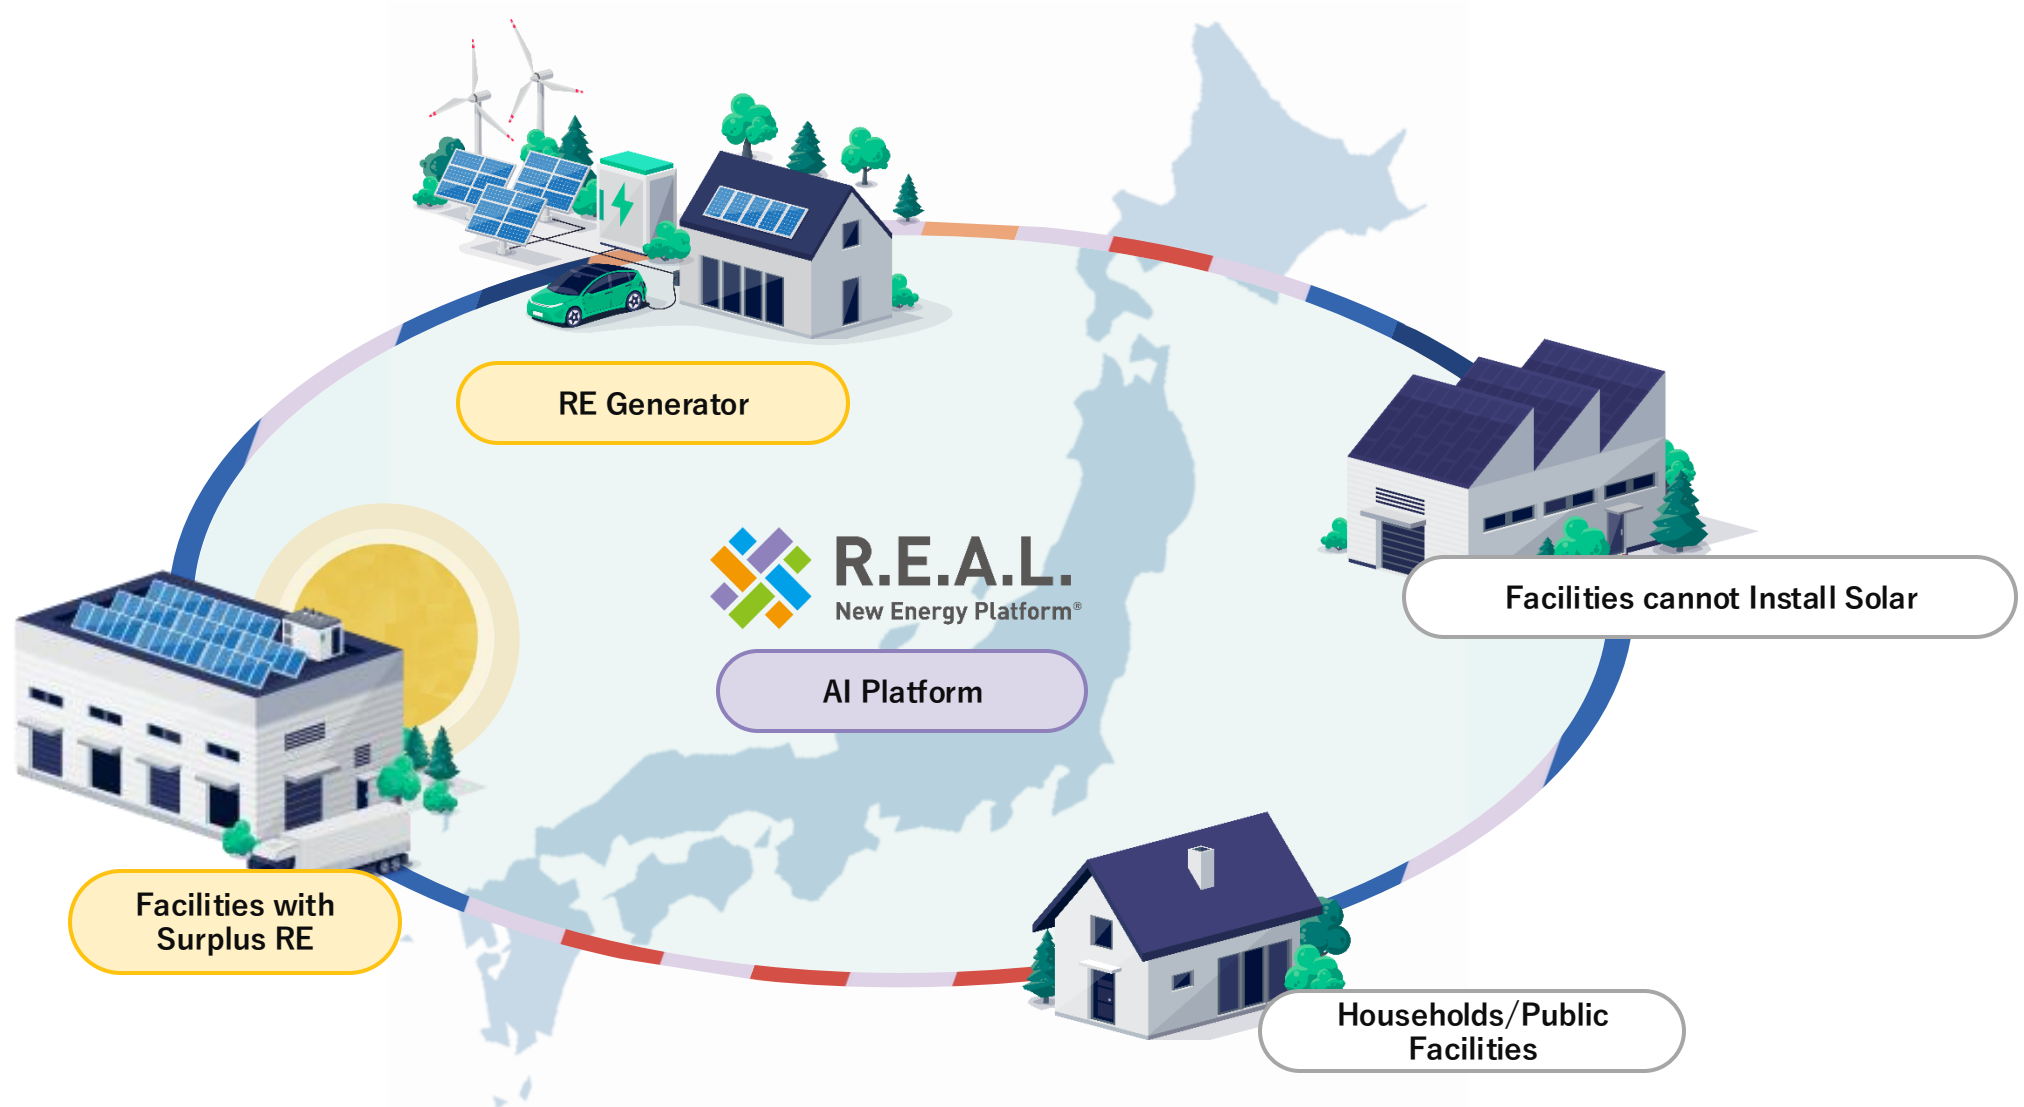 RE Generator
R.E.A.L.
New Energy Platform®
AI Platform
Facilities cannot Install Solar
Facilities with
Surplus RE
Households/Public
Facilities